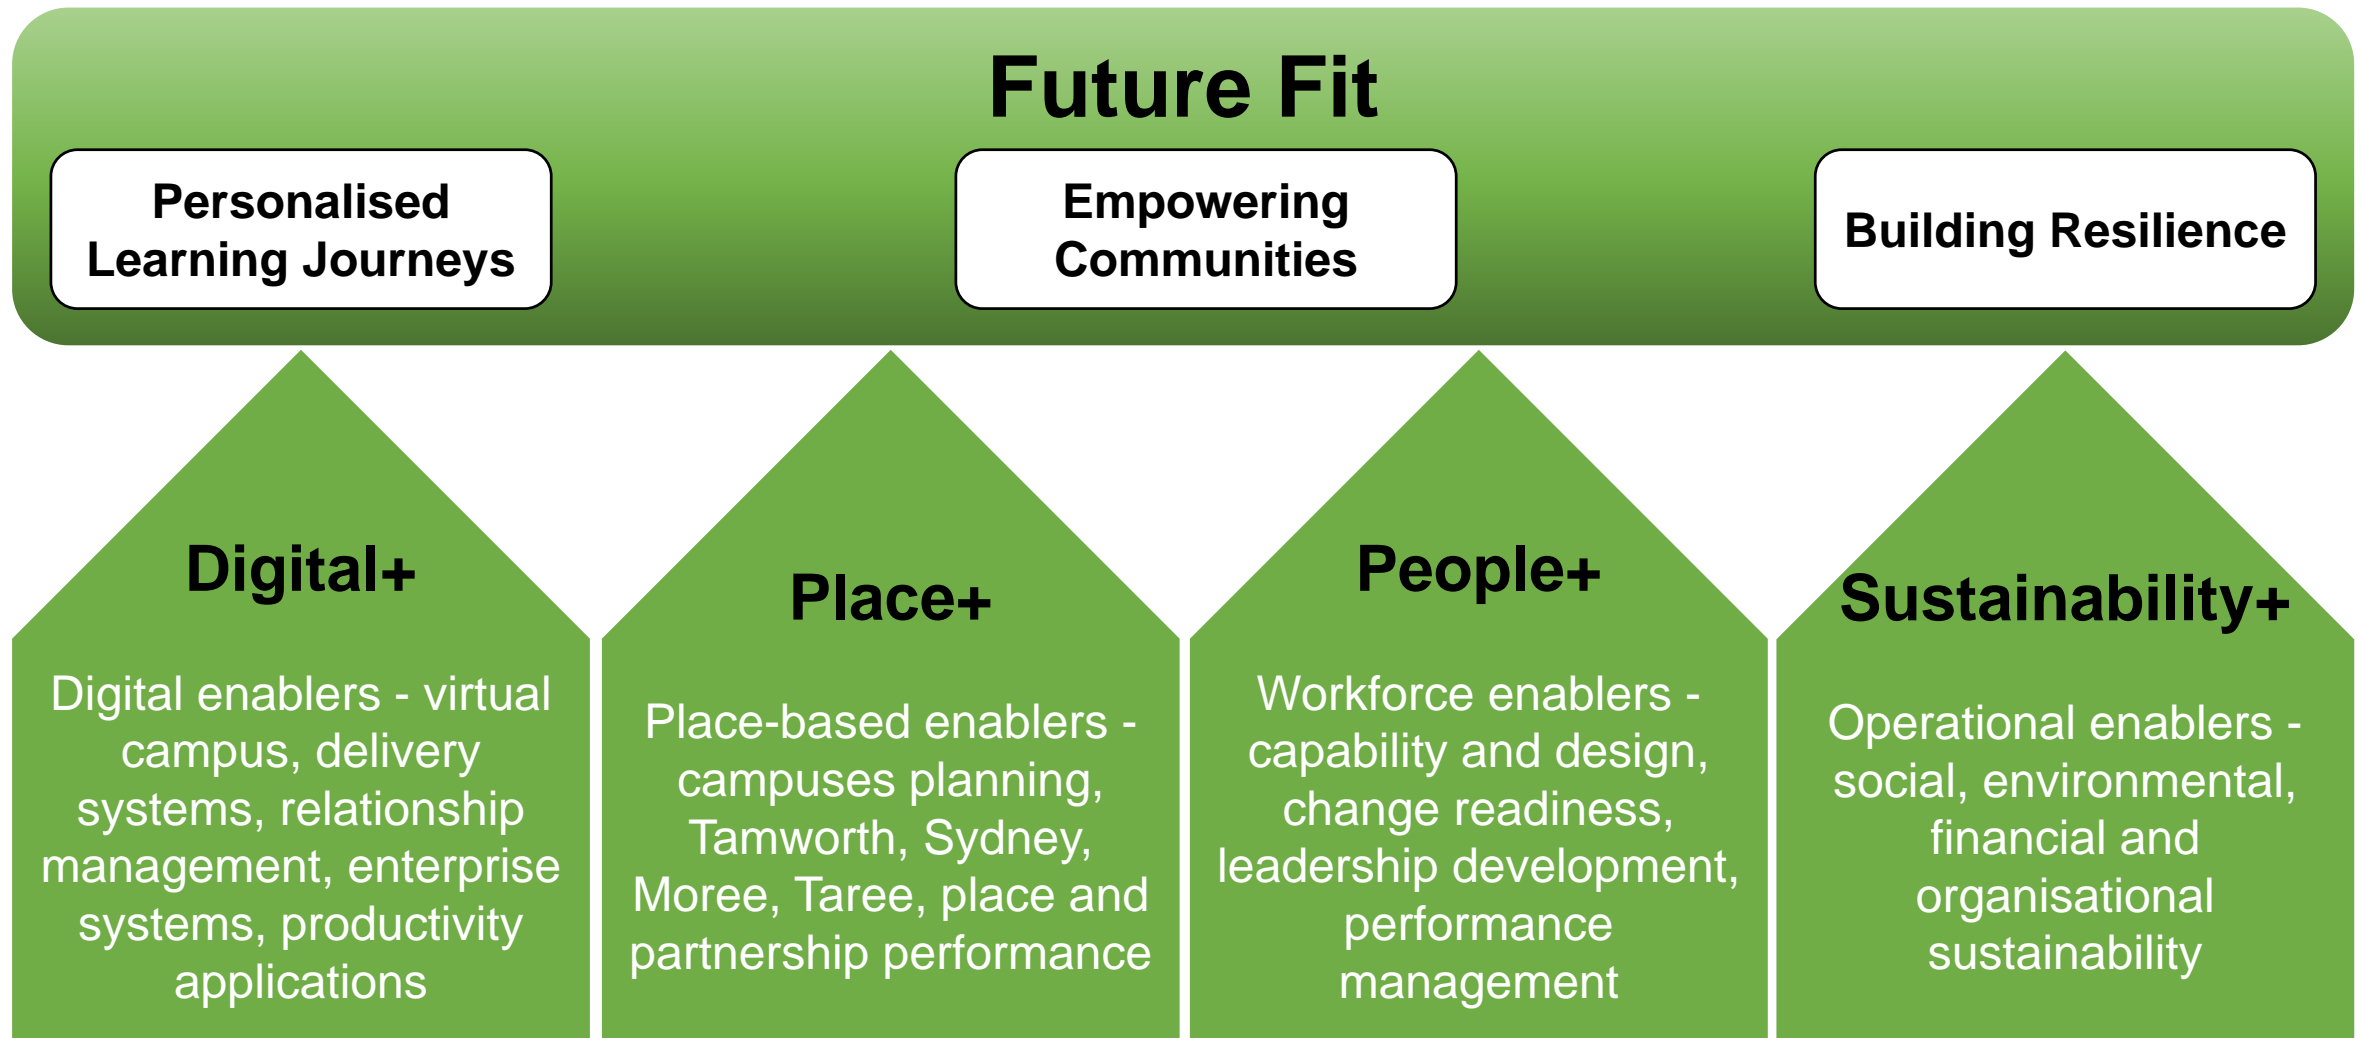 Future Fit
Personalised
Learning Journeys
Empowering
Communities
Building Resilience
Digital+
Digital enablers - virtual
campus, delivery
systems, relationship
management, enterprise
systems, productivity
applications
Place+
Place-based enablers -
campuses planning,
Tamworth, Sydney,
Moree, Taree, place and
partnership performance
People+
Workforce enablers -
capability and design,
change readiness,
leadership development,
performance
management
Sustainability+
Operational enablers -
social, environmental,
financial and
organisational
sustainability